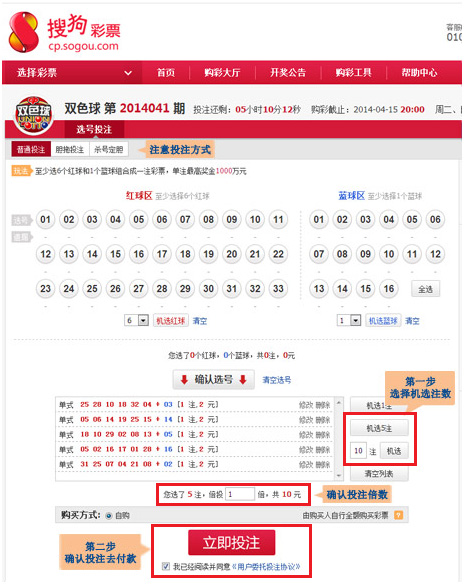 搜狗彩票
cp.sogou.com
客服
010
选择彩票 首页 购彩大厅 开奖公告 购彩工具 帮助中心
双色球
UNION
LOTTO
双色球 第 2014041 期 投注还剩：05小时10分12秒 购彩截止：2014-04-15 20:00 周二、
选号投注
普通投注 胆拖投注 杀号定胆 注意投注方式
玩法 至少选6个红球和1个蓝球组合成一注彩票，单注最高奖金1000万元
红球区 至少选择6个红球 蓝球区 至少选择1个蓝球
选号 01 02 03 04 05 06 07 08 09 10 11 01 02 03 04 05 06
遗漏
12 13 14 15 16 17 18 19 20 21 22 07 08 09 10 11 12
23 24 25 26 27 28 29 30 31 32 33 13 14 15 16 全选
6 机选红球 清空 1 机选蓝球 清空
您选了0个红球，0个蓝球，共0注，0元
确认选号 清空选号
第一步
选择机选注数
单式 25 28 10 18 32 04 + 03 [1 注,2 元] 修改 删除 机选1注
单式 05 06 14 19 25 15 + 14 [1 注,2 元] 修改 删除 机选5注
单式 18 10 29 02 08 13 + 05 [1 注,2 元] 修改 删除
单式 05 02 16 17 01 28 + 16 [1 注,2 元] 修改 删除 10 注 机选
单式 31 25 07 04 21 08 + 02 [1 注,2 元] 修改 删除 清空列表
您选了 5 注，倍投 1 倍，共 10 元 确认投注倍数
购买方式： 自购 由购买人自行全额购买彩票 ?
第二步
确认投注去付款
立即投注
我已经阅读并同意《用户委托投注协议》